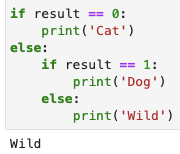 if result == 0:
    print('Cat')
else:
    if result == 1:
        print('Dog')
    else:
        print('Wild')
Wild